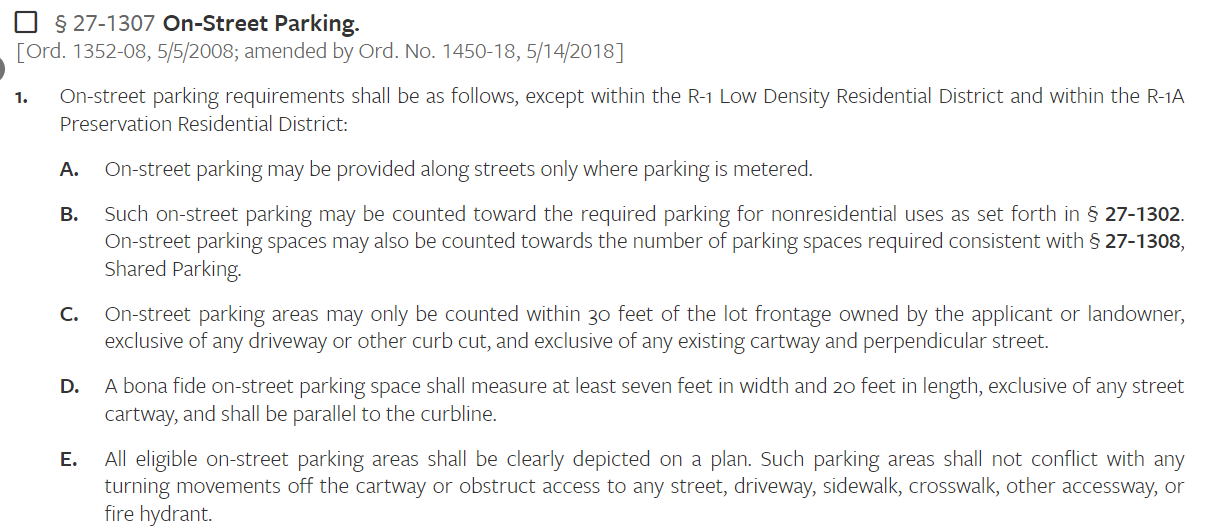 § 27-1307 On-Street Parking.
[Ord. 1352-08, 5/5/2008; amended by Ord. No. 1450-18, 5/14/2018]
1. On-street parking requirements shall be as follows, except within the R-1 Low Density Residential District and within the R-1A
Preservation Residential District:
A. On-street parking may be provided along streets only where parking is metered.
B. Such on-street parking may be counted toward the required parking for nonresidential uses as set forth in § 27-1302.
On-street parking spaces may also be counted towards the number of parking spaces required consistent with § 27-1308,
Shared Parking.
C. On-street parking areas may only be counted within 30 feet of the lot frontage owned by the applicant or landowner,
exclusive of any driveway or other curb cut, and exclusive of any existing cartway and perpendicular street.
D. A bona fide on-street parking space shall measure at least seven feet in width and 20 feet in length, exclusive of any street
cartway, and shall be parallel to the curbline.
E. All eligible on-street parking areas shall be clearly depicted on a plan. Such parking areas shall not conflict with any
turning movements off the cartway or obstruct access to any street, driveway, sidewalk, crosswalk, other accessway, or
fire hydrant.